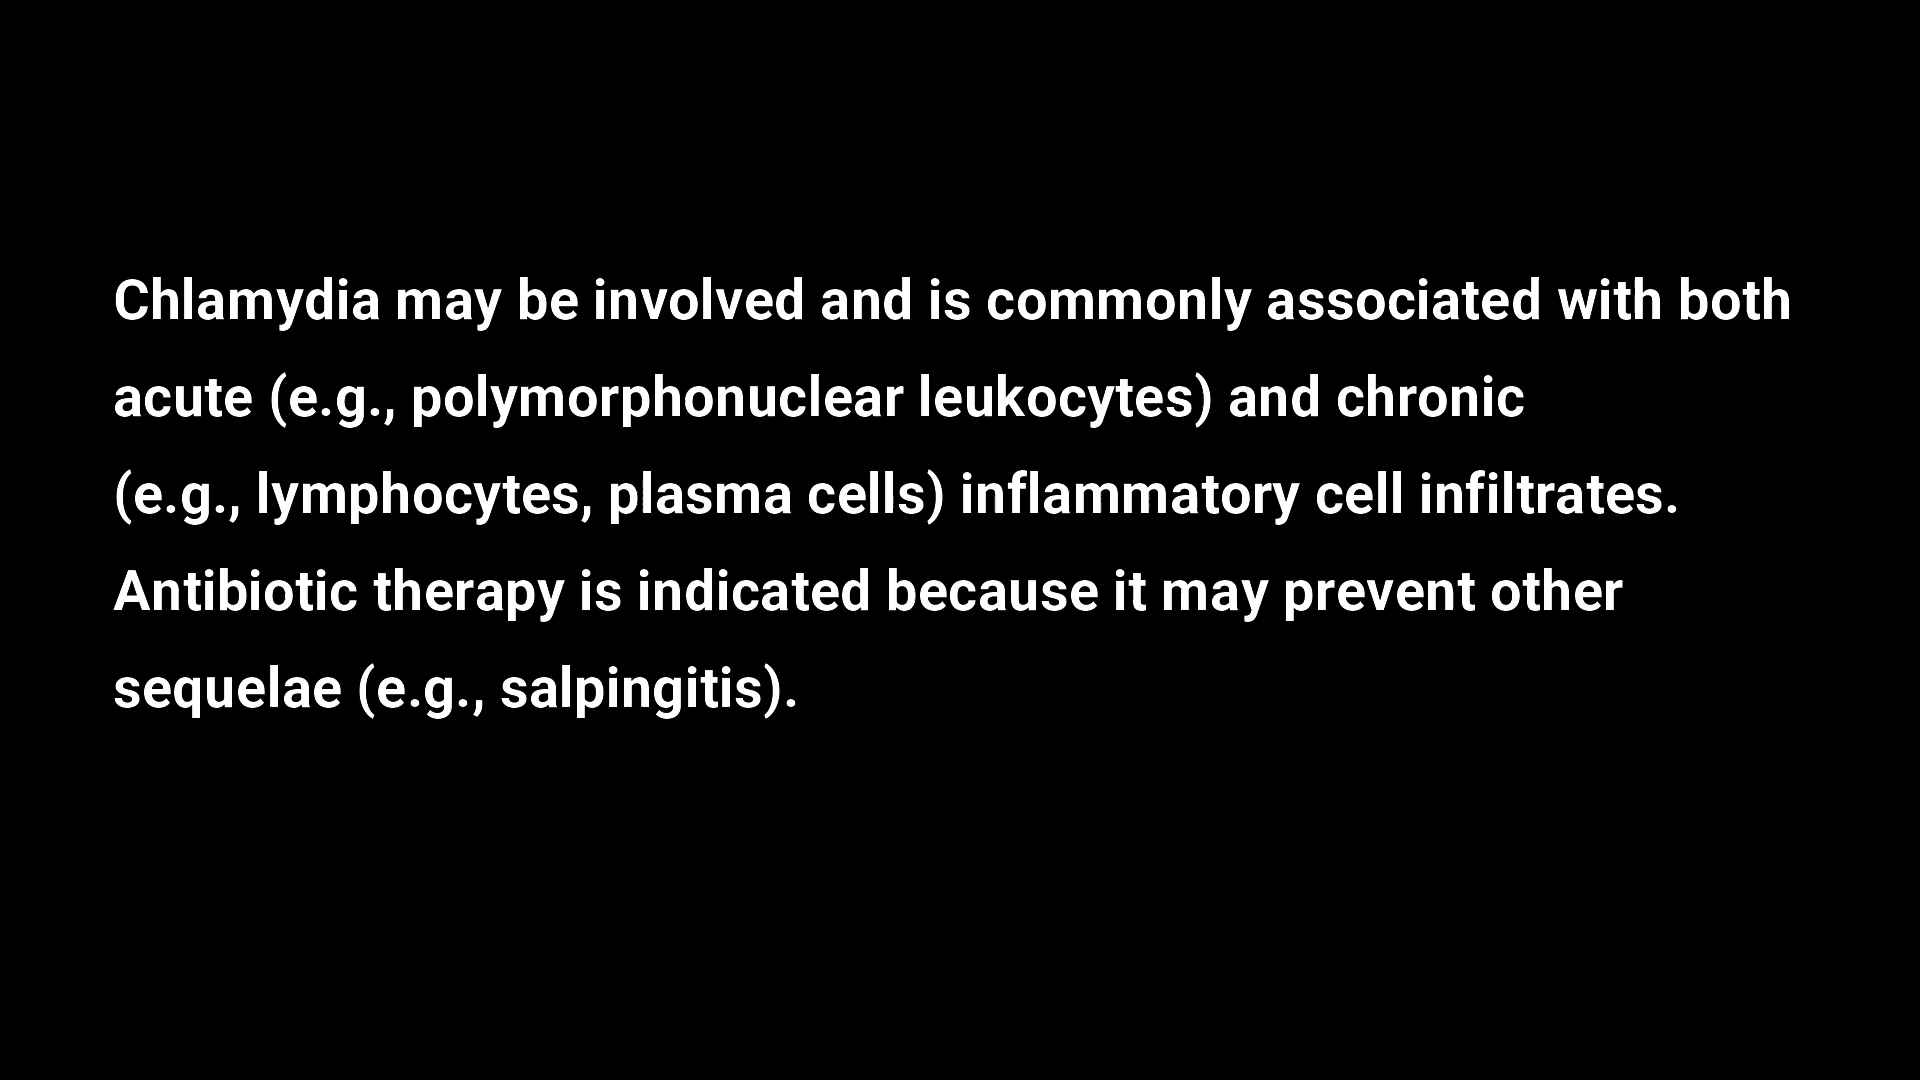 Chlamydia may be involved and is commonly associated with both
acute (e.g., polymorphonuclear leukocytes) and chronic
(e.g., lymphocytes, plasma cells) inflammatory cell infiltrates.
Antibiotic therapy is indicated because it may prevent other
sequelae (e.g., salpingitis).